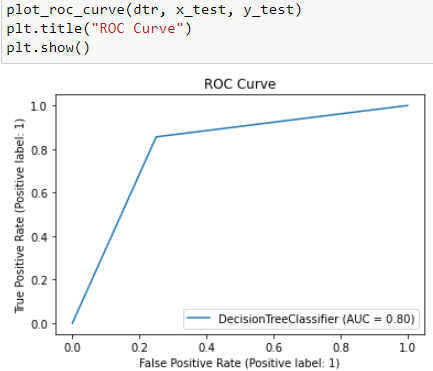 plot_roc_curve(dtr, x_test, y_test)
plt.title("ROC Curve")
plt.show()
ROC Curve
True Positive Rate (Positive label: 1)
1.0
0.8
0.6
0.4
0.2
0.0
DecisionTreeClassifier (AUC = 0.80)
0.0 0.2 0.4 0.6 0.8 1.0
False Positive Rate (Positive label: 1)